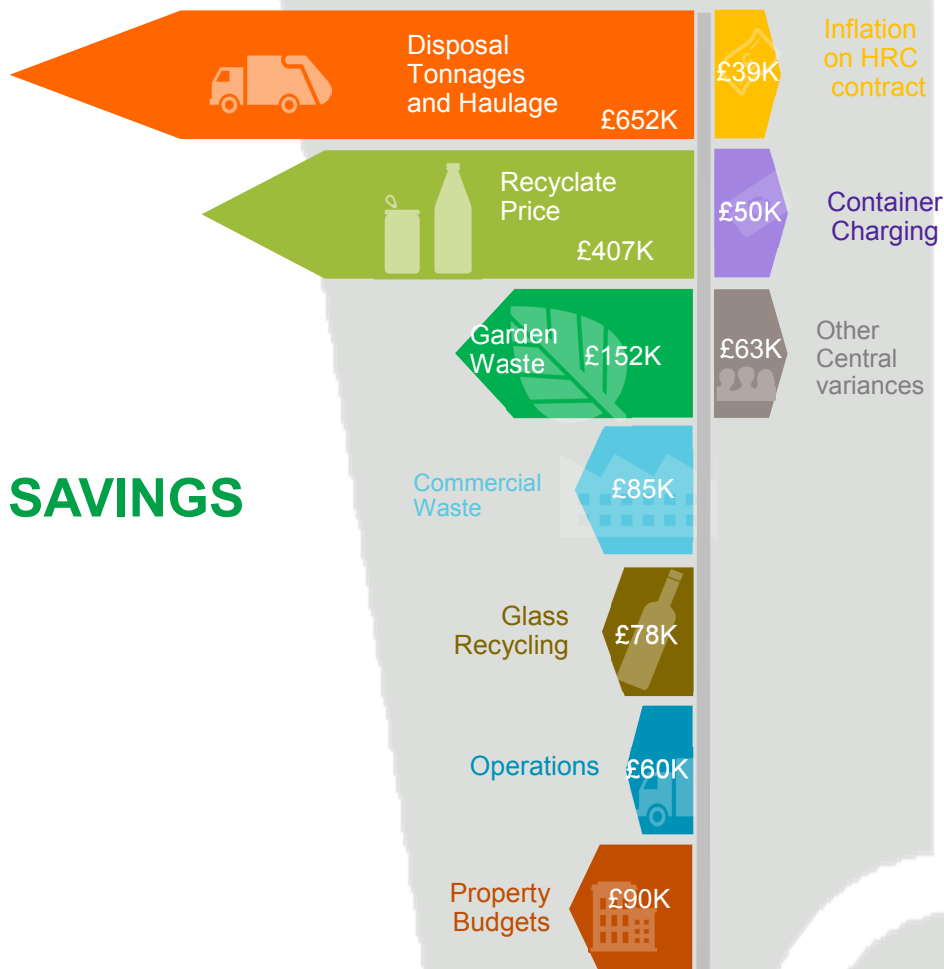 Disposal
Tonnages
and Haulage
£652K
Inflation
on HRC
contract
£39K
Recyclate
Price
£407K
£50K
Container
Charging
Garden
Waste
£152K
£63K
Other
Central
variances
SAVINGS
Commercial
Waste
£85K
Glass
Recycling
£78K
Operations
£60K
Property
Budgets
£90K